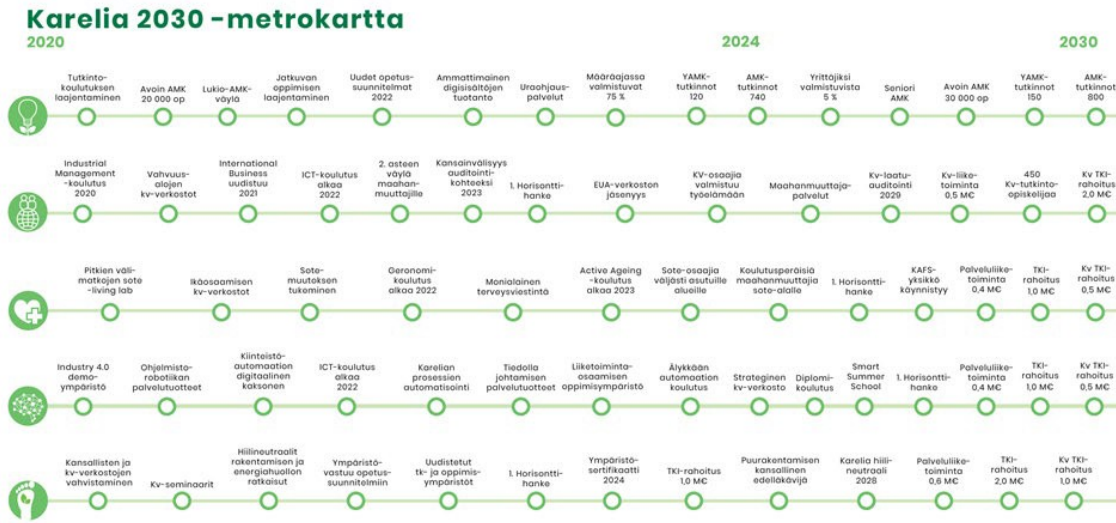 Karelia 2030 -metrokartta
2020
2024
2030
Tutkinto-
koulutuksen
laajentaminen
Avoin AMK
20 000 op
Lukio-AMK-
väylä
Jatkuvan
oppimisen
laajentaminen
Uudet opetus-
suunnitelmat
2022
Ammattimainen
digisisältöjen
tuotanto
Uraohjaus-
palvelut
Määräajassa
valmistuvat
75 %
YAMK-
tutkinnot
120
AMK-
tutkinnot
740
Yrittäjiksi
valmistuvista
5 %
Seniori
AMK
Avoin AMK
30 000 op
YAMK-
tutkinnot
150
AMK-
tutkinnot
800
Industrial
Management
-koulutus
2020
Vahvuus-
alojen
kv-verkostot
International
Business
uudistuu
2021
ICT-koulutus
alkaa
2022
2. asteen
väylä
maahan-
muuttajille
Kansainvälisyys
auditointi-
kohteeksi
2023
1. Horisontti-
hanke
EUA-verkoston
jäsenyys
KV-osaajia
valmistuu
työelämään
Maahanmuuttaja-
palvelut
Kv-laatu-
auditointi
2029
Kv-liike-
toiminta
0,5 M€
450
Kv-tutkinto-
opiskelijaa
Kv TKI-
rahoitus
2,0 M€
Pitkien väli-
matkojen sote
-living lab
Ikäosaamisen
kv-verkostot
Sote-
muutoksen
tukeminen
Geronomi-
koulutus
alkaa 2022
Monialainen
terveysviestintä
Active Ageing
-koulutus
alkaa 2023
Sote-osaajia
väljästi asutuille
alueille
Koulutusperäisiä
maahanmuuttajia
sote-alalle
1. Horisontti-
hanke
KAFS-
yksikkö
käynnistyy
Palveluliike-
toiminta
0,4 M€
TKI-
rahoitus
1,0 M€
Kv TKI-
rahoitus
0,5 M€
Industry 4.0
demo-
ympäristö
Ohjelmisto-
robotiikan
palvelutuotteet
Kiinteistö-
automaation
digitaalinen
kaksonen
ICT-koulutus
alkaa
2022
Karelian
prosession
automatisointi
Tiedolla
johtamisen
palvelutuotteet
Liiketoiminta-
osaamisen
oppimisympäristö
Älykkään
automaation
koulutus
Strateginen
kv-verkosto
Diplomi-
koulutus
Smart
Summer
School
1. Horisontti-
hanke
Palveluliike-
toiminta
0,4 M€
TKI-
rahoitus
1,0 M€
Kv TKI-
rahoitus
0,5 M€
Kansallisten ja
kv-verkostojen
vahvistaminen
Kv-seminaarit
Hiilineutraalit
rakentamisen ja
energiahuollon
ratkaisut
Ympäristö-
vastuu opetus-
suunnitelmiin
Uudistetut
tk- ja oppimis-
ympäristöt
1. Horisontti-
hanke
Ympäristö-
sertifikaatti
2024
TKI-rahoitus
1,0 M€
Puurakentamisen
kansallinen
edelläkävijä
Karelia hiili-
neutraali
2028
Palveluliike-
toiminta
0,6 M€
TKI-
rahoitus
2,0 M€
Kv TKI-
rahoitus
1,0 M€